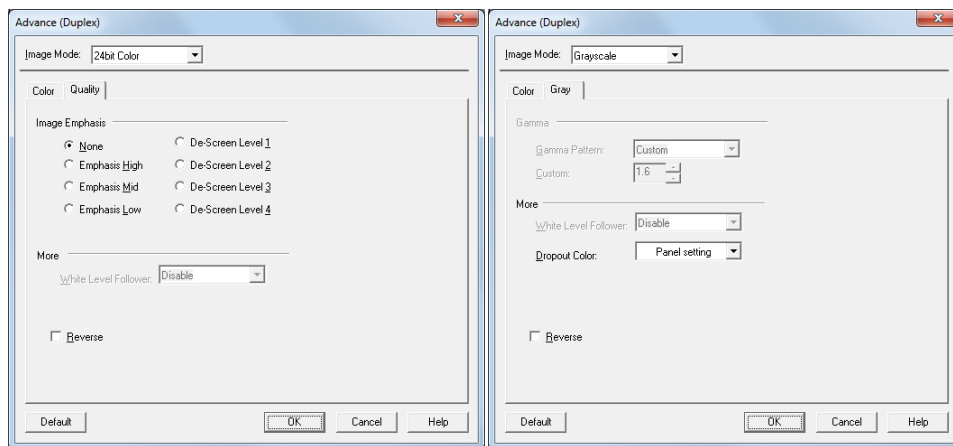 Advance (Duplex)
Image Mode: 24bit Color
Color Quality
Image Emphasis
None De-Screen Level 1
Emphasis High De-Screen Level 2
Emphasis Mid De-Screen Level 3
Emphasis Low De-Screen Level 4
More
White Level Follower: Disable
Reverse
Default OK Cancel Help
Advance (Duplex)
Image Mode: Grayscale
Color Gray
Gamma
Gamma Pattern: Custom
Custom: 1.6
More
White Level Follower: Disable
Dropout Color: Panel setting
Reverse
Default OK Cancel Help